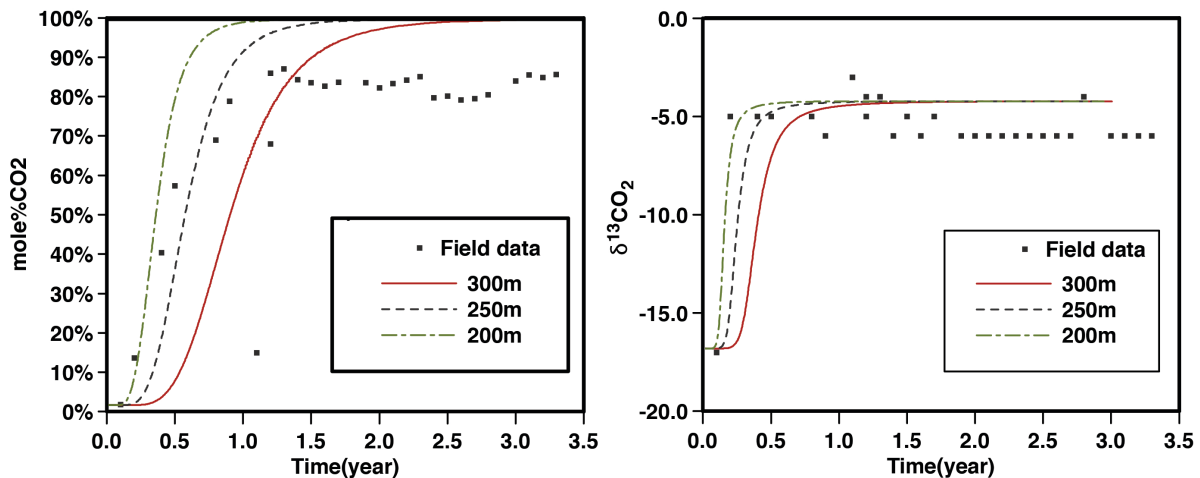 100%
90%
80%
70%
60%
50%
40%
30%
20%
10%
0%
mole%CO2
0.0 0.5 1.0 1.5 2.0 2.5 3.0 3.5
Time(year)
Field data
300m
250m
200m
0.0
-5.0
-10.0
-15.0
-20.0
δ¹³CO₂
0.0 0.5 1.0 1.5 2.0 2.5 3.0 3.5
Time(year)
Field data
300m
250m
200m